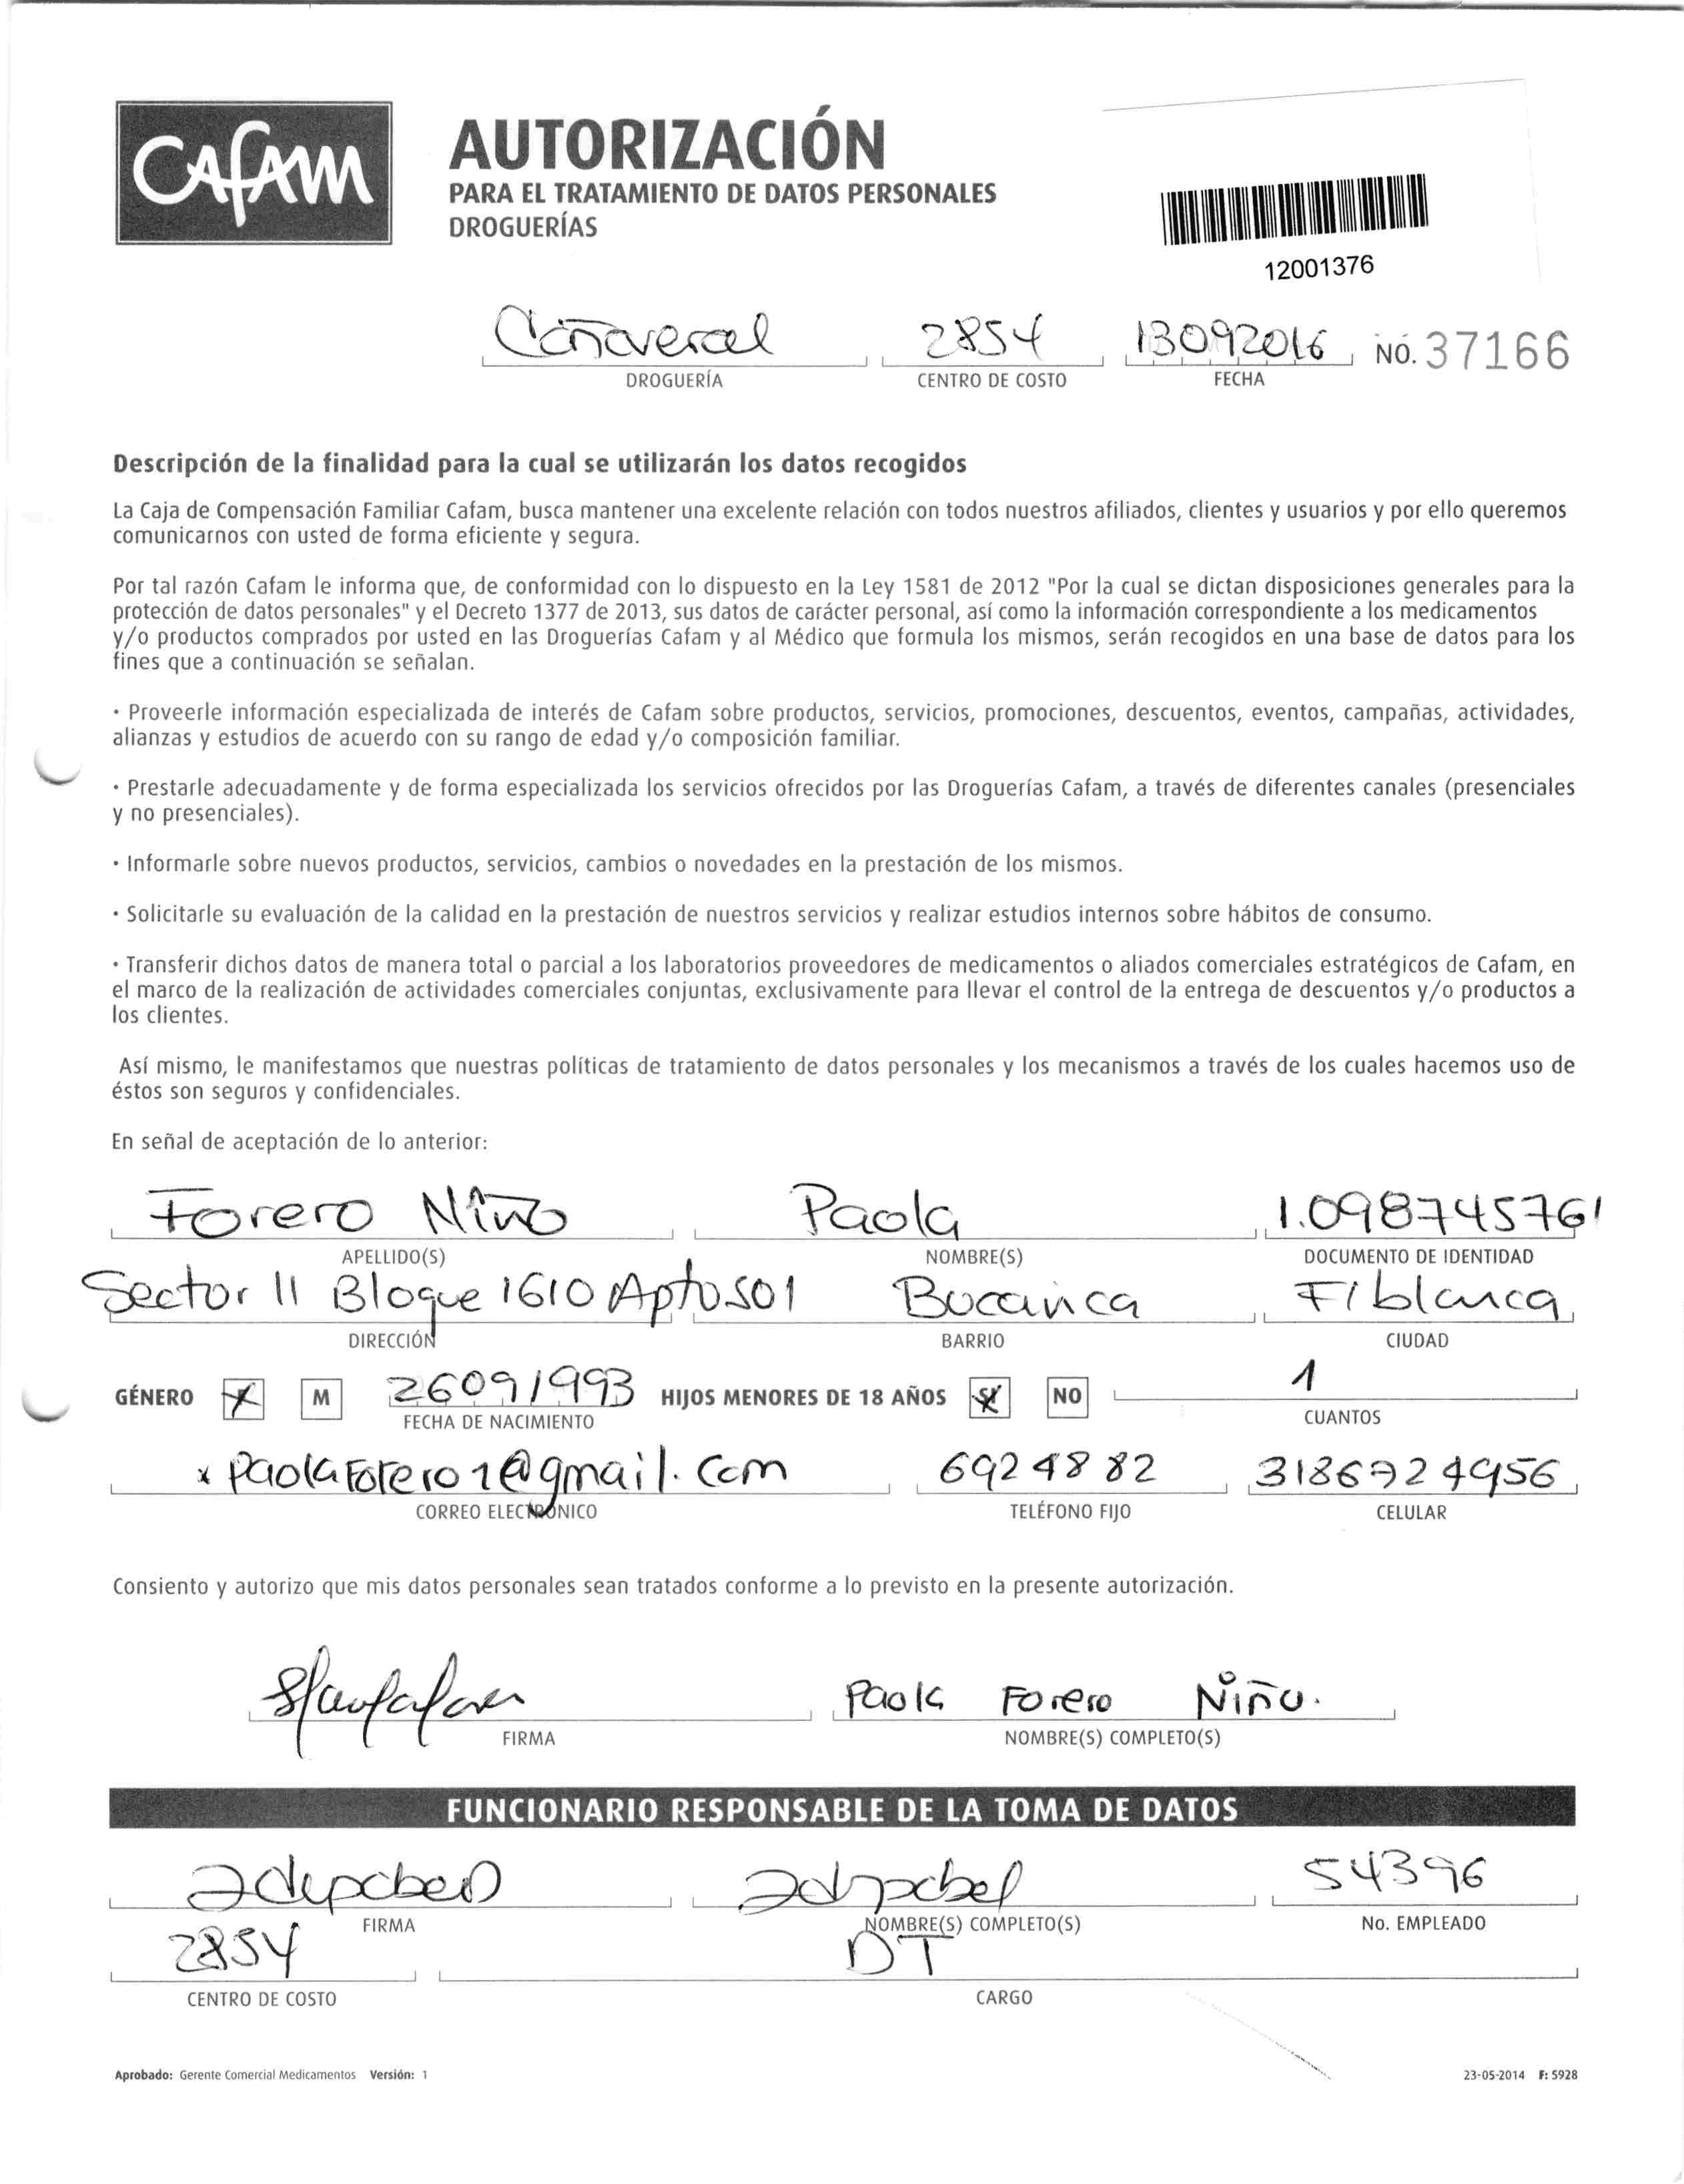 CAFAM
AUTORIZACIÓN
PARA EL TRATAMIENTO DE DATOS PERSONALES
DROGUERÍAS
12001376
Cañaveral 2854 13092016 NO. 37166
DROGUERÍA CENTRO DE COSTO FECHA
Descripción de la finalidad para la cual se utilizarán los datos recogidos
La Caja de Compensación Familiar Cafam, busca mantener una excelente relación con todos nuestros afiliados, clientes y usuarios y por ello queremos
comunicarnos con usted de forma eficiente y segura.
Por tal razón Cafam le informa que, de conformidad con lo dispuesto en la Ley 1581 de 2012 "Por la cual se dictan disposiciones generales para la
protección de datos personales" y el Decreto 1377 de 2013, sus datos de carácter personal, así como la información correspondiente a los medicamentos
y/o productos comprados por usted en las Droguerías Cafam y al Médico que formula los mismos, serán recogidos en una base de datos para los
fines que a continuación se señalan.
· Proveerle información especializada de interés de Cafam sobre productos, servicios, promociones, descuentos, eventos, campañas, actividades,
alianzas y estudios de acuerdo con su rango de edad y/o composición familiar.
· Prestarle adecuadamente y de forma especializada los servicios ofrecidos por las Droguerías Cafam, a través de diferentes canales (presenciales
y no presenciales).
· Informarle sobre nuevos productos, servicios, cambios o novedades en la prestación de los mismos.
· Solicitarle su evaluación de la calidad en la prestación de nuestros servicios y realizar estudios internos sobre hábitos de consumo.
· Transferir dichos datos de manera total o parcial a los laboratorios proveedores de medicamentos o aliados comerciales estratégicos de Cafam, en
el marco de la realización de actividades comerciales conjuntas, exclusivamente para llevar el control de la entrega de descuentos y/o productos a
los clientes.
Así mismo, le manifestamos que nuestras políticas de tratamiento de datos personales y los mecanismos a través de los cuales hacemos uso de
éstos son seguros y confidenciales.
En señal de aceptación de lo anterior:
Forero Niño Paola 1.098745761
APELLIDO(S) NOMBRE(S) DOCUMENTO DE IDENTIDAD
Sector 11 Bloque 1610 Apto 501 Bucarica F/blanca
DIRECCIÓN BARRIO CIUDAD
GÉNERO M 26091993 HIJOS MENORES DE 18 AÑOS SI NO 1
FECHA DE NACIMIENTO CUANTOS
x PaolaForero1@gmail.com 6924882 3186924956
CORREO ELECTRÓNICO TELÉFONO FIJO CELULAR
Consiento y autorizo que mis datos personales sean tratados conforme a lo previsto en la presente autorización.
Paola Forero Niño.
FIRMA NOMBRE(S) COMPLETO(S)
FUNCIONARIO RESPONSABLE DE LA TOMA DE DATOS
54396
FIRMA NOMBRE(S) COMPLETO(S) No. EMPLEADO
2854 DT
CENTRO DE COSTO CARGO
Aprobado: Gerente Comercial Medicamentos Versión: 1 23-05-2014 F: 5928